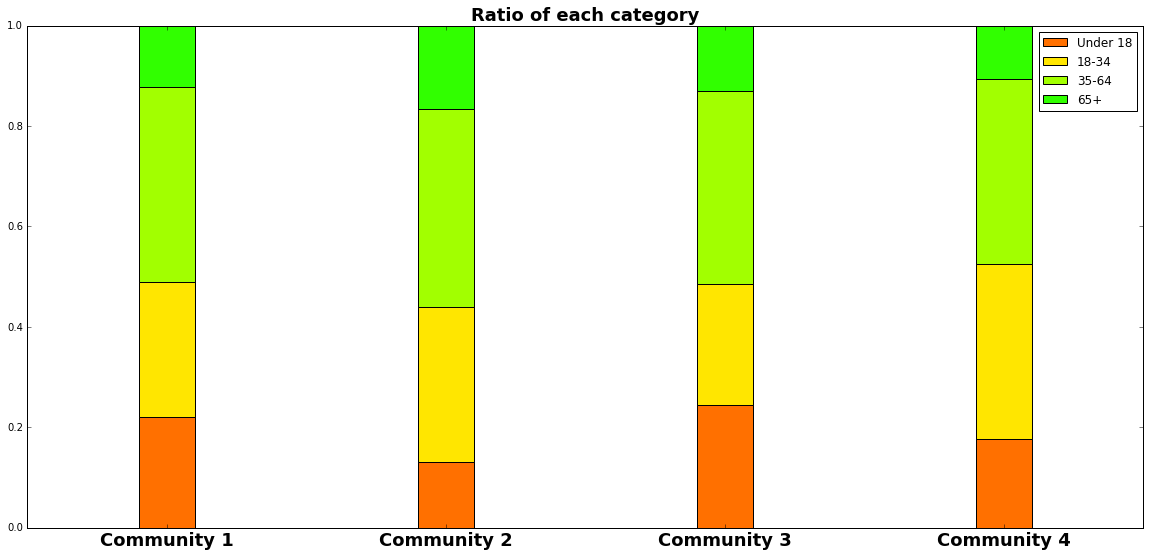 Ratio of each category
1.0
0.8
0.6
0.4
0.2
0.0
Under 18
18-34
35-64
65+
Community 1
Community 2
Community 3
Community 4